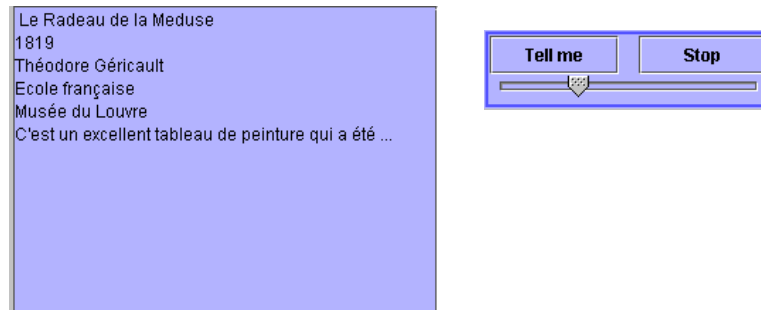 Le Radeau de la Meduse
1819
Théodore Géricault
Ecole française
Musée du Louvre
C'est un excellent tableau de peinture qui a été ...
Tell me
Stop